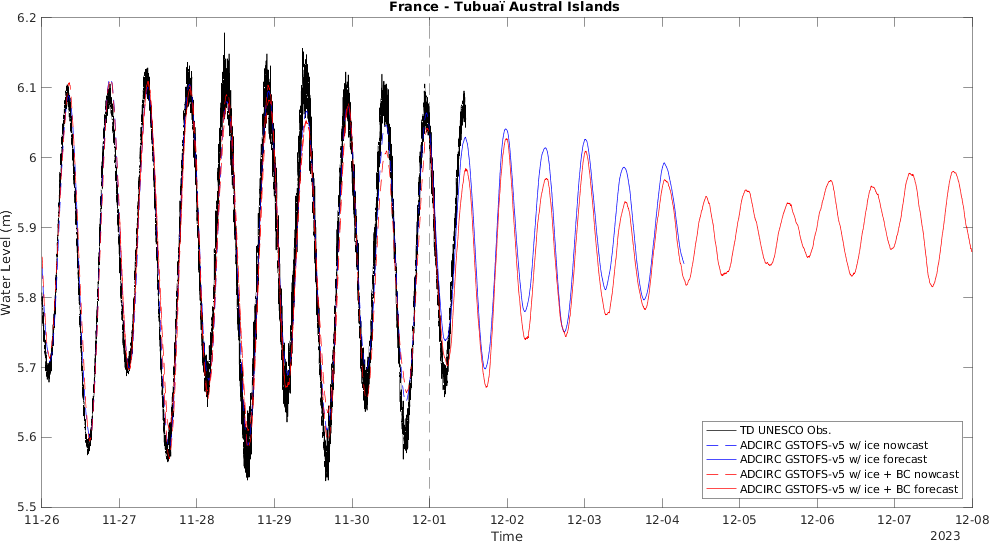 France - Tubuaï Austral Islands
6.2
6.1
6
5.9
5.8
5.7
5.6
5.5
Water Level (m)
TD UNESCO Obs.
ADCIRC GSTOFS-v5 w/ ice nowcast
ADCIRC GSTOFS-v5 w/ ice forecast
ADCIRC GSTOFS-v5 w/ ice + BC nowcast
ADCIRC GSTOFS-v5 w/ ice + BC forecast
11-26 11-27 11-28 11-29 11-30 12-01 12-02 12-03 12-04 12-05 12-06 12-07 12-08
Time
2023